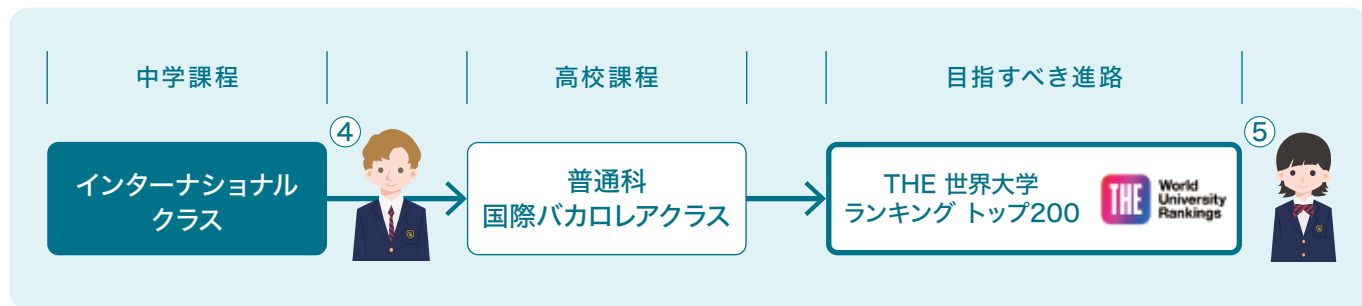 中学課程
高校課程
目指すべき進路
④
⑤
インターナショナル
クラス
普通科
国際バカロレアクラス
THE 世界大学
ランキング トップ200
THE
World
University
Rankings